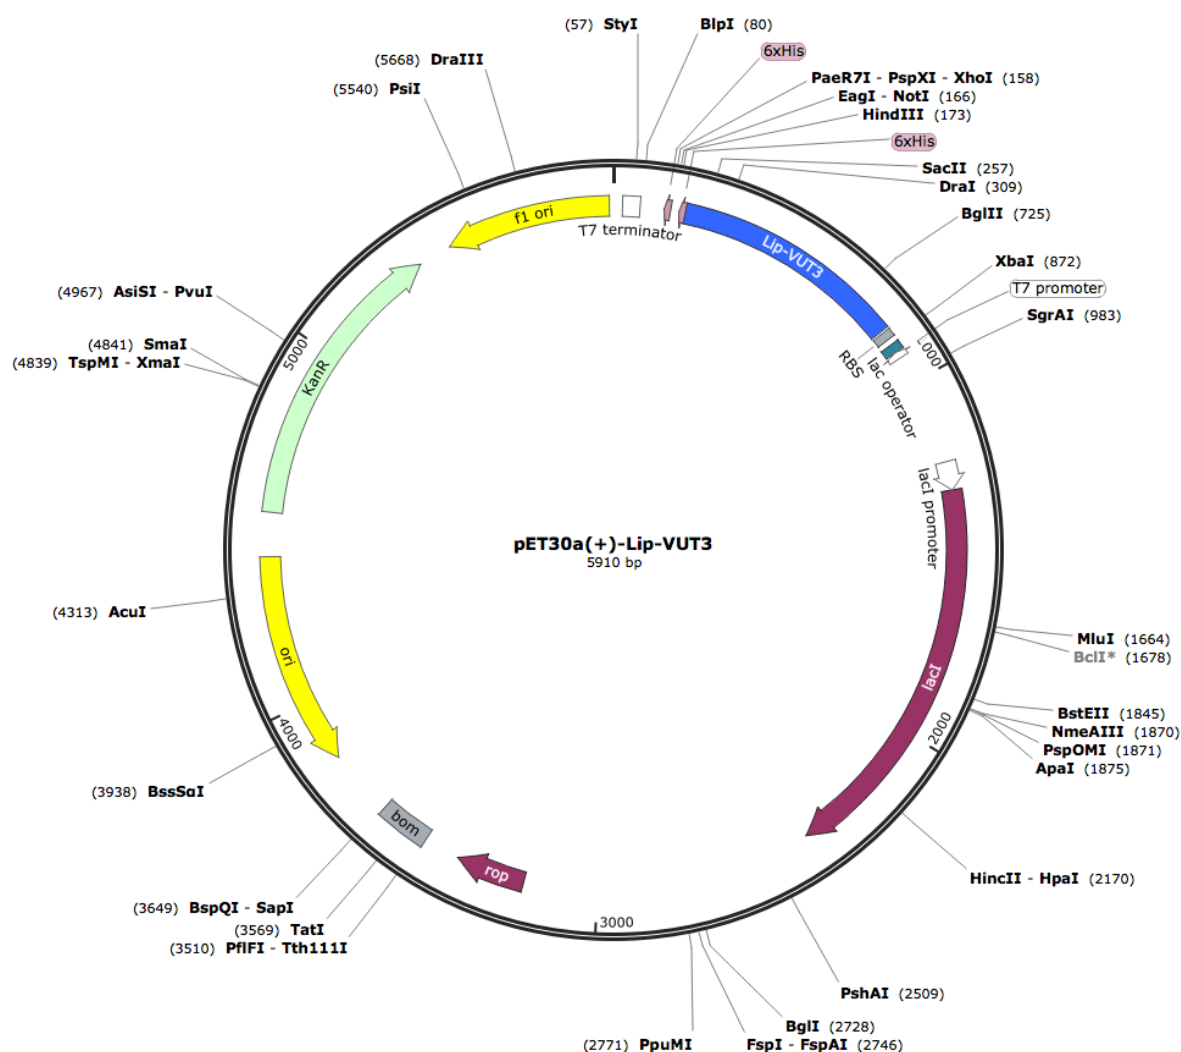 (57) StyI
BlpI (80)
6xHis
(5668) DraIII
PaeR7I - PspXI - XhoI (158)
(5540) PsiI
EagI - NotI (166)
HindIII (173)
6xHis
SacII (257)
DraI (309)
f1 ori
T7 terminator
BglII (725)
Lip-VUT3
XbaI (872)
T7 promoter
(4967) AsiSI - PvuI
SgrAI (983)
(4841) SmaI
(4839) TspMI - XmaI
5000
1000
RBS
lac operator
KanR
lacI promoter
pET30a(+)-Lip-VUT3
5910 bp
(4313) AcuI
MluI (1664)
BclI* (1678)
ori
lacI
BstEII (1845)
NmeAIII (1870)
PspOMI (1871)
ApaI (1875)
4000
2000
(3938) BssSαI
bom
rop
HincII - HpaI (2170)
(3649) BspQI - SapI
(3569) TatI
(3510) PflFI - Tth111I
3000
PshAI (2509)
BglI (2728)
(2771) PpuMI
FspI - FspAI (2746)